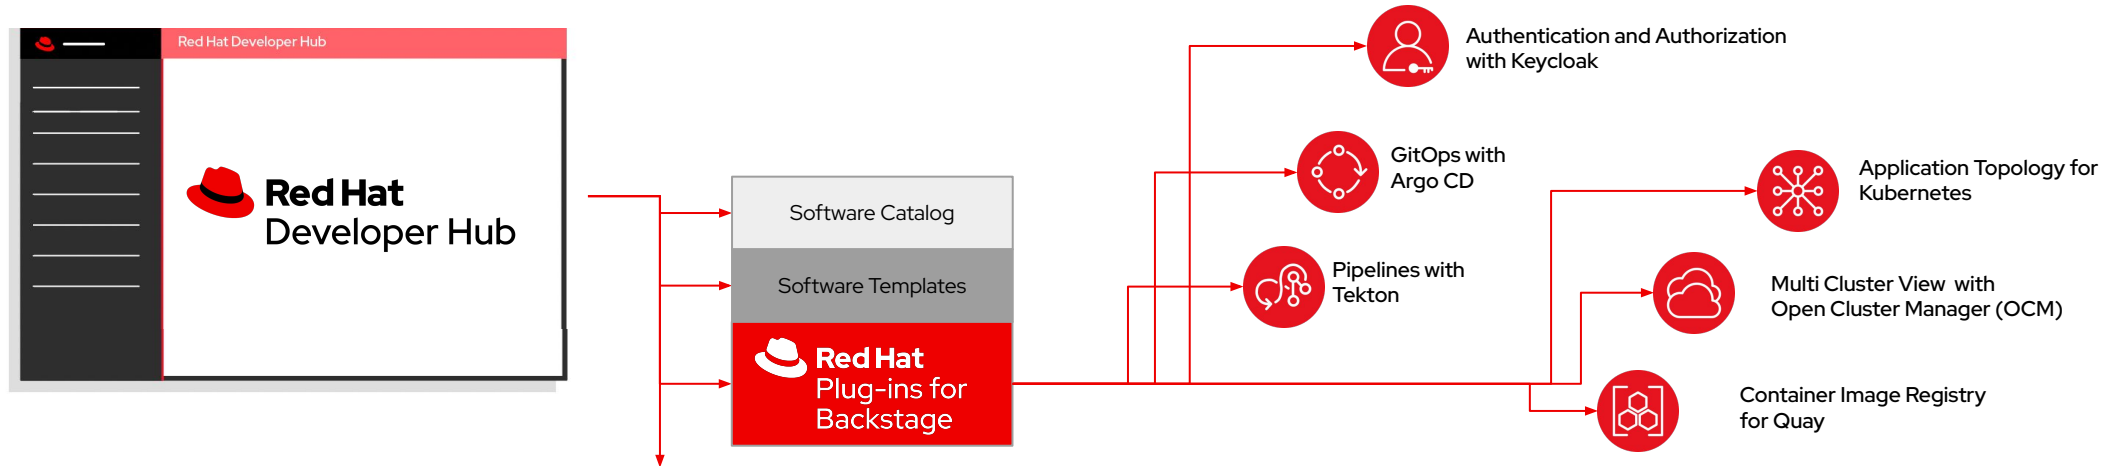 Red Hat Developer Hub
Red Hat
Developer Hub
Software Catalog
Software Templates
Red Hat
Plug-ins for
Backstage
Authentication and Authorization
with Keycloak
GitOps with
Argo CD
Pipelines with
Tekton
Application Topology for
Kubernetes
Multi Cluster View with
Open Cluster Manager (OCM)
Container Image Registry
for Quay